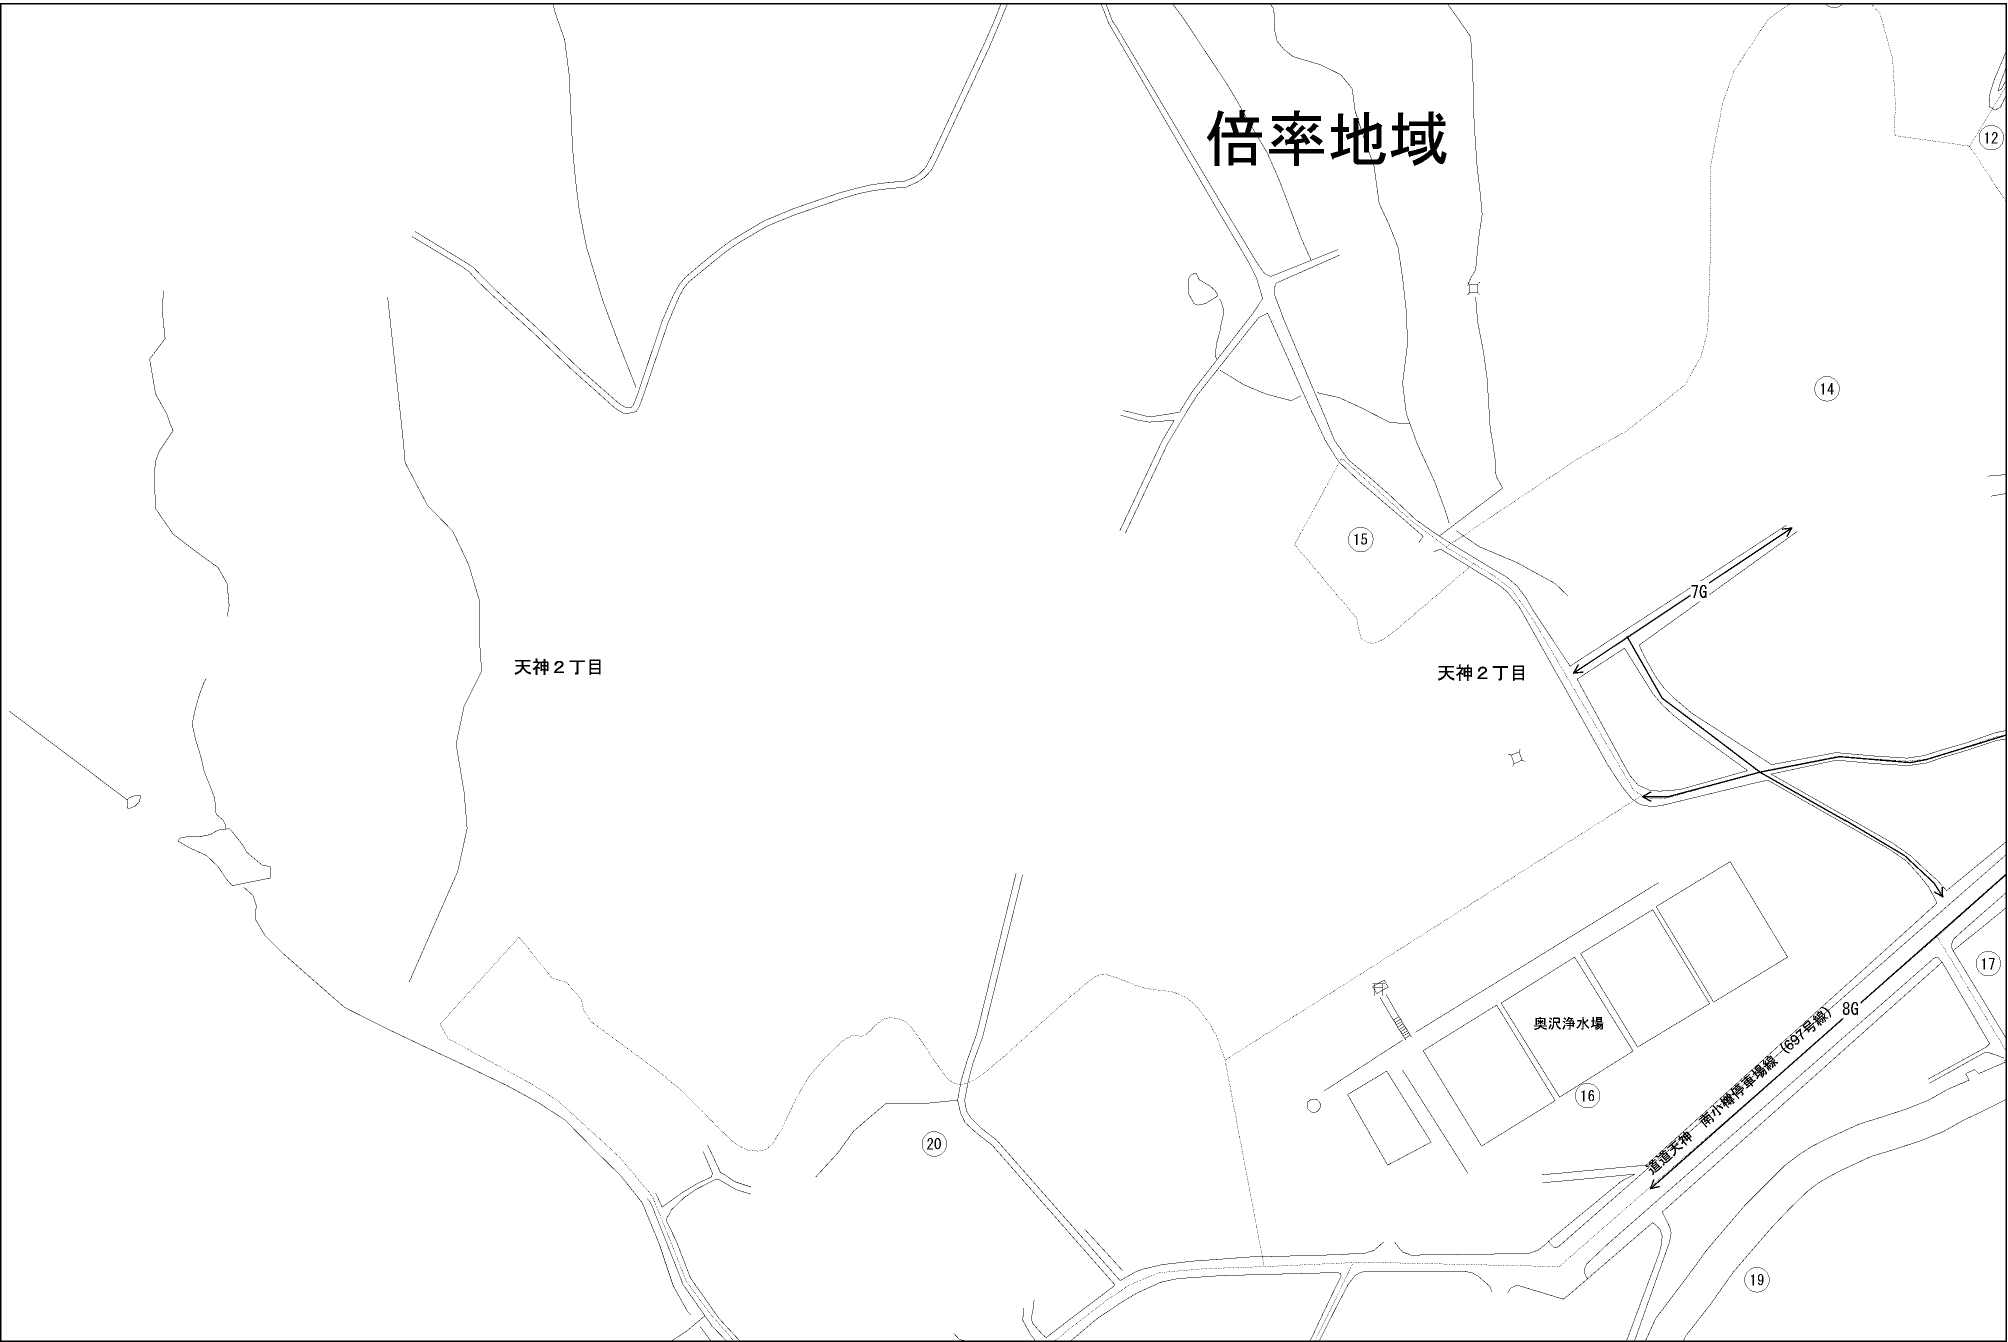 倍率地域
⑫
⑭
⑮
7G
天神２丁目
天神２丁目
⑰
8G
奥沢浄水場
道道天神　南小樽停車場線（697号線）
⑯
⑳
⑲